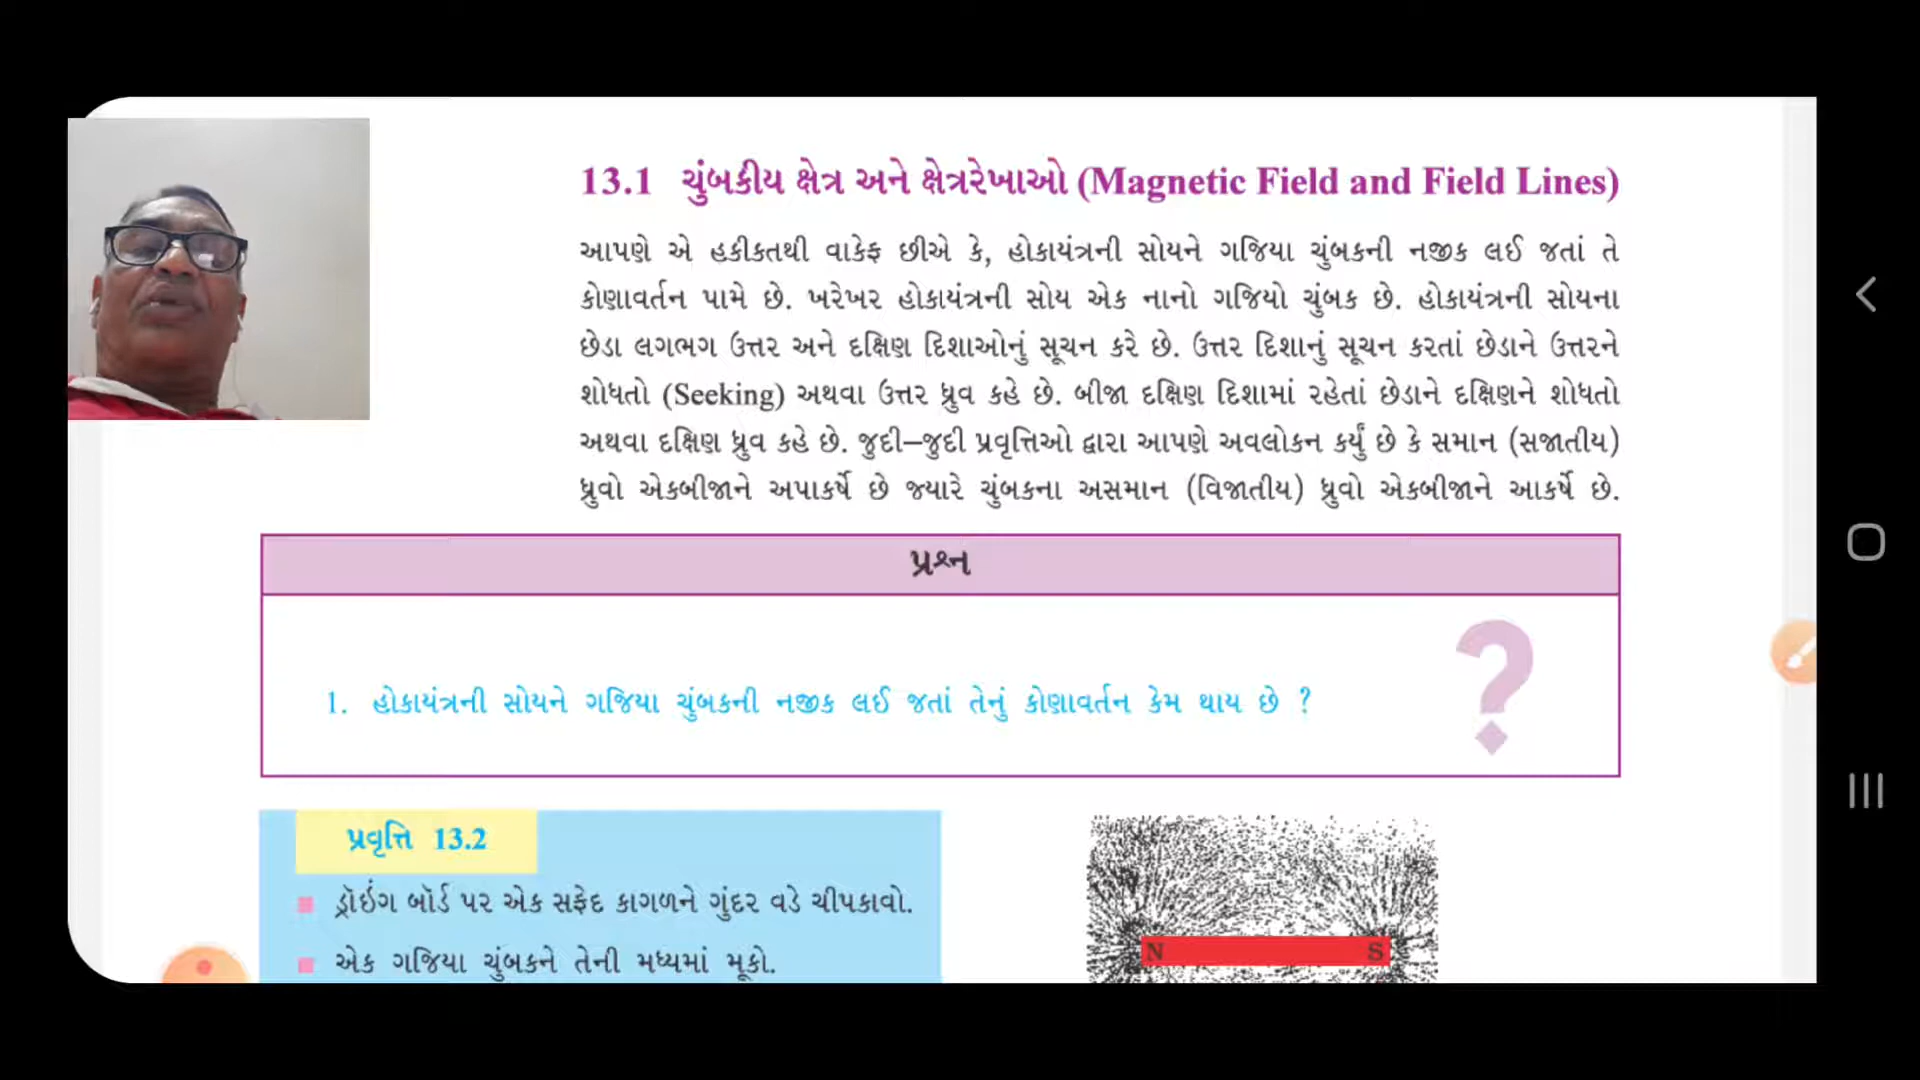 13.1 ચુંબકીય ક્ષેત્ર અને ક્ષેત્રરેખાઓ (Magnetic Field and Field Lines)
આપણે એ હકીકતથી વાકેફ છીએ કે, હોકાયંત્રની સોયને ગજિયા ચુંબકની નજીક લઈ જતાં તે
કોણાવર્તન પામે છે. ખરેખર હોકાયંત્રની સોય એક નાનો ગજિયો ચુંબક છે. હોકાયંત્રની સોયના
છેડા લગભગ ઉત્તર અને દક્ષિણ દિશાઓનું સૂચન કરે છે. ઉત્તર દિશાનું સૂચન કરતાં છેડાને ઉત્તરને
શોધતો (Seeking) અથવા ઉત્તર ધ્રુવ કહે છે. બીજા દક્ષિણ દિશામાં રહેતાં છેડાને દક્ષિણને શોધતો
અથવા દક્ષિણ ધ્રુવ કહે છે. જુદી–જુદી પ્રવૃત્તિઓ દ્વારા આપણે અવલોકન કર્યું છે કે સમાન (સજાતીય)
ધ્રુવો એકબીજાને અપાકર્ષે છે જ્યારે ચુંબકના અસમાન (વિજાતીય) ધ્રુવો એકબીજાને આકર્ષે છે.
પ્રશ્ન
1. હોકાયંત્રની સોયને ગજિયા ચુંબકની નજીક લઈ જતાં તેનું કોણાવર્તન કેમ થાય છે ?
?
પ્રવૃત્તિ 13.2
ડ્રૉઇંગ બૉર્ડ પર એક સફેદ કાગળને ગુંદર વડે ચીપકાવો.
એક ગજિયા ચુંબકને તેની મધ્યમાં મૂકો.
N S